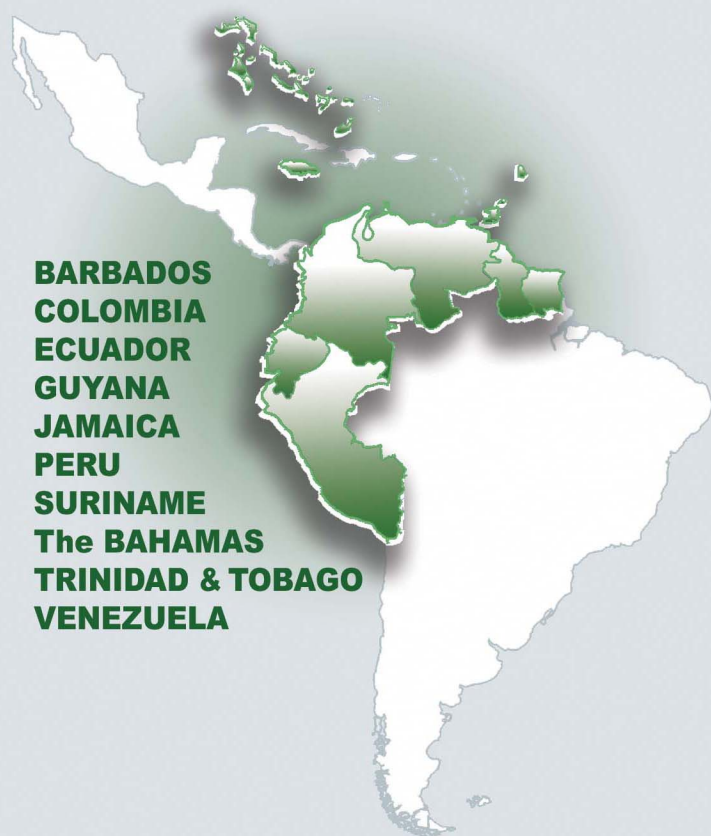 BARBADOS
COLOMBIA
ECUADOR
GUYANA
JAMAICA
PERU
SURINAME
The BAHAMAS
TRINIDAD & TOBAGO
VENEZUELA